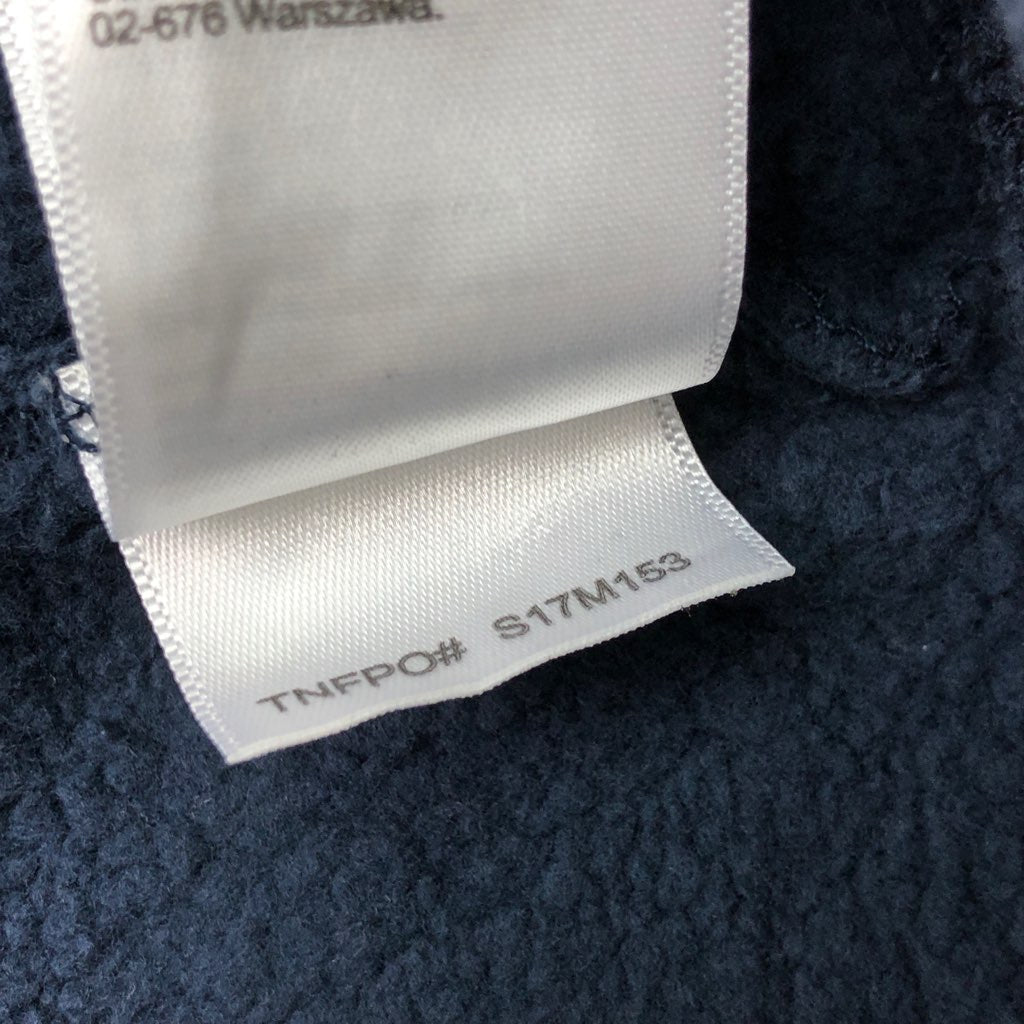 02-676 Warszawa.
TNFPO# S17M153